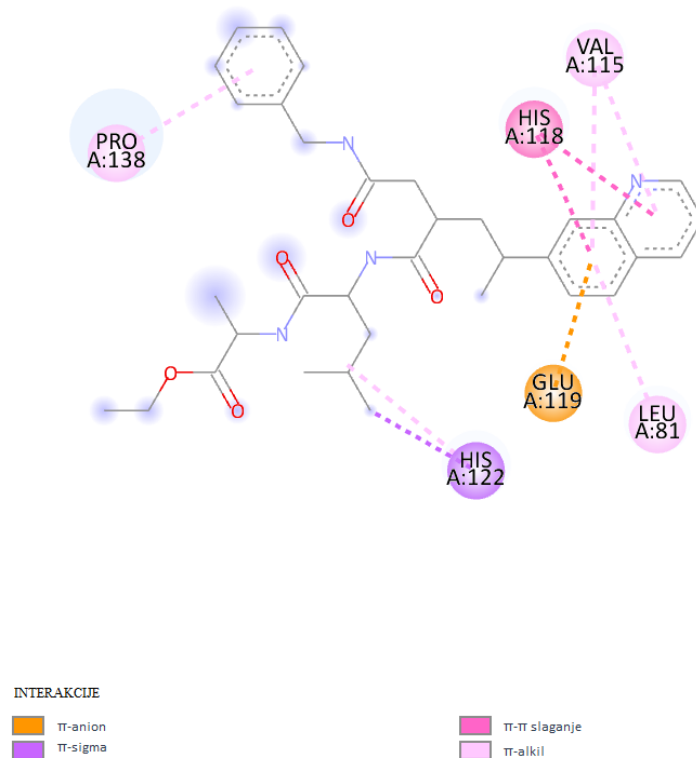 VAL
A:115
HIS
A:118
PRO
A:138
N
N
O
O
N
O
N
O
O
GLU
A:119
LEU
A:81
HIS
A:122
INTERAKCIJE
π-anion
π-sigma
π-π slaganje
π-alkil